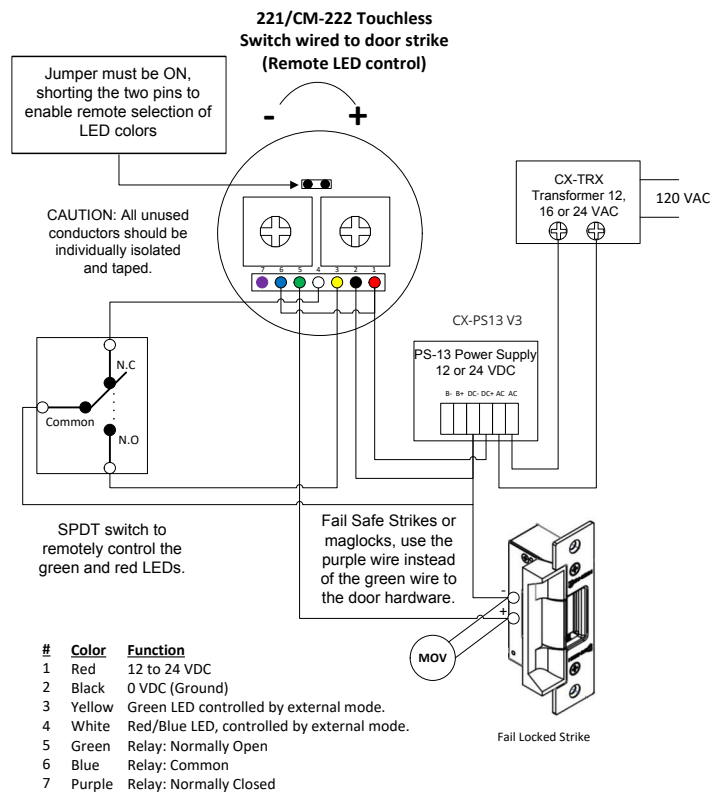 221/CM-222 Touchless
Switch wired to door strike
(Remote LED control)
Jumper must be ON,
shorting the two pins to
enable remote selection of
LED colors
- +
CAUTION: All unused
conductors should be
individually isolated
and taped.
7 6 5 4 3 2 1
CX-TRX
Transformer 12,
16 or 24 VAC
120 VAC
CX-PS13 V3
PS-13 Power Supply
12 or 24 VDC
B- B+ DC- DC+ AC AC
N.C
Common
N.O
SPDT switch to
remotely control the
green and red LEDs.
Fail Safe Strikes or
maglocks, use the
purple wire instead
of the green wire to
the door hardware.
-
+
MOV
Fail Locked Strike
# Color Function
1 Red 12 to 24 VDC
2 Black 0 VDC (Ground)
3 Yellow Green LED controlled by external mode.
4 White Red/Blue LED, controlled by external mode.
5 Green Relay: Normally Open
6 Blue Relay: Common
7 Purple Relay: Normally Closed